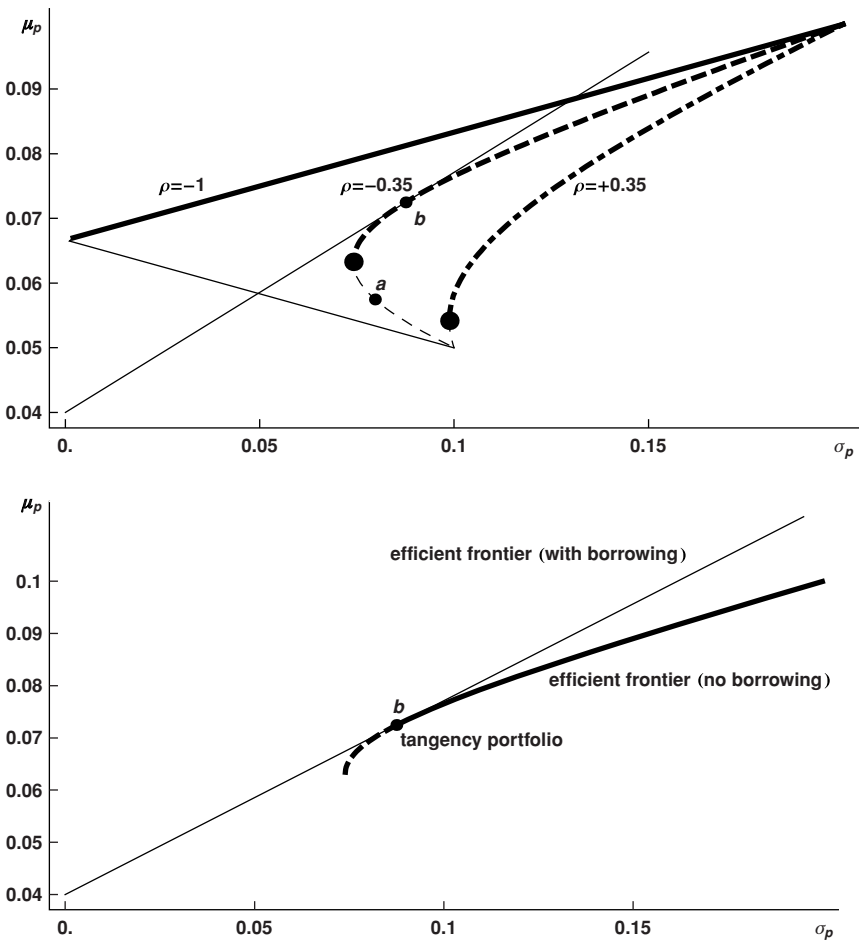 μp
0.09
0.08
ρ=−1
ρ=−0.35
ρ=+0.35
0.07
b
0.06
a
0.05
0.04
0.
0.05
0.1
0.15
σp
μp
efficient frontier (with borrowing)
0.1
0.09
efficient frontier (no borrowing)
0.08
b
0.07
tangency portfolio
0.06
0.05
0.04
0.
0.05
0.1
0.15
σp